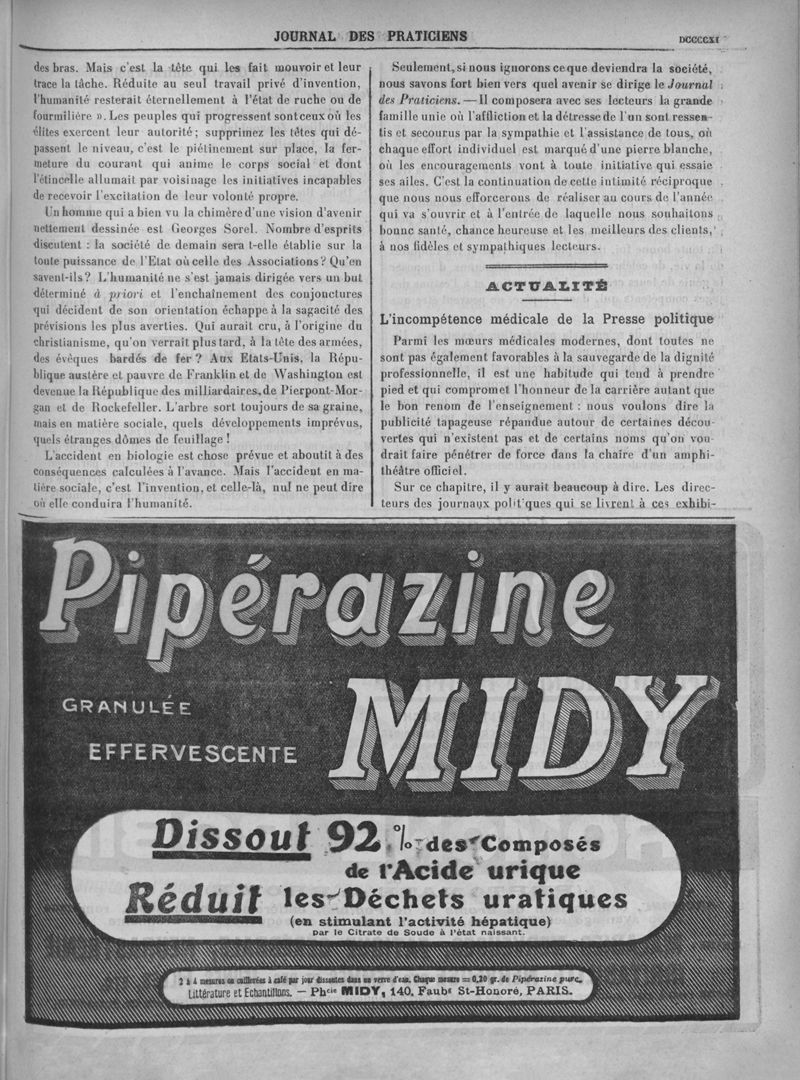 JOURNAL DES PRATICIENS
DCCCCXI
des bras. Mais c'est la tête qui les fait mouvoir et leur
trace la tâche. Réduite au seul travail privé d'invention,
l'humanité resterait éternellement à l'état de ruche ou de
fourmilière ». Les peuples qui progressent sont ceux où les
élites exercent leur autorité ; supprimez les têtes qui dé-
passent le niveau, c'est le piétinement sur place, la fer-
meture du courant qui anime le corps social et dont
l'étincelle allumait par voisinage les initiatives incapables
de recevoir l'excitation de leur volonté propre.
Un homme qui a bien vu la chimère d'une vision d'avenir
nettement dessinée est Georges Sorel. Nombre d'esprits
discutent : la société de demain sera t-elle établie sur la
toute puissance de l'Etat où celle des Associations ? Qu'en
savent-ils ? L'humanité ne s'est jamais dirigée vers un but
déterminé à priori et l'enchaînement des conjonctures
qui décident de son orientation échappe à la sagacité des
prévisions les plus averties. Qui aurait cru, à l'origine du
christianisme, qu'on verrait plus tard, à la tête des armées,
des évêques bardés de fer ? Aux Etats-Unis, la Répu-
blique austère et pauvre de Franklin et de Washington est
devenue la République des milliardaires, de Pierpont-Mor-
gan et de Rockefeller. L'arbre sort toujours de sa graine,
mais en matière sociale, quels développements imprévus,
quels étranges dômes de feuillage !
L'accident en biologie est chose prévue et aboutit à des
conséquences calculées à l'avance. Mais l'accident en ma-
tière sociale, c'est l'invention, et celle-là, nul ne peut dire
où elle conduira l'humanité.
Seulement, si nous ignorons ce que deviendra la société,
nous savons fort bien vers quel avenir se dirige le Journal
des Praticiens. — Il composera avec ses lecteurs la grande
famille unie où l'affliction et la détresse de l'un sont ressen-
tis et secourus par la sympathie et l'assistance de tous, où
chaque effort individuel est marqué d'une pierre blanche,
où les encouragements vont à toute initiative qui essaie
ses ailes. C'est la continuation de cette intimité réciproque
que nous nous efforcerons de réaliser au cours de l'année
qui va s'ouvrir et à l'entrée de laquelle nous souhaitons
bonne santé, chance heureuse et les meilleurs des clients,
à nos fidèles et sympathiques lecteurs.
ACTUALITÉ
L'incompétence médicale de la Presse politique
Parmi les mœurs médicales modernes, dont toutes ne
sont pas également favorables à la sauvegarde de la dignité
professionnelle, il est une habitude qui tend à prendre
pied et qui compromet l'honneur de la carrière autant que
le bon renom de l'enseignement : nous voulons dire la
publicité tapageuse répandue autour de certaines décou-
vertes qui n'existent pas et de certains noms qu'on vou-
drait faire pénétrer de force dans la chaire d'un amphi-
théâtre officiel.
Sur ce chapitre, il y aurait beaucoup à dire. Les direc-
teurs des journaux polit'ques qui se livrent à ces exhibi-
Pipérazine
MIDY
GRANULÉE
EFFERVESCENTE
Dissout 92 % des Composés
de l'Acide urique
Réduit les Déchets uratiques
(en stimulant l'activité hépatique)
par le Citrate de Soude à l'état naissant.
2 à 4 mesures ou cuillerées à café par jour dissoutes dans un verre d'eau. Chaque mesure = 0,20 gr. de Pipérazine pure.
Littérature et Echantillons. — Phcie MIDY, 140, Faubg St-Honoré, PARIS.